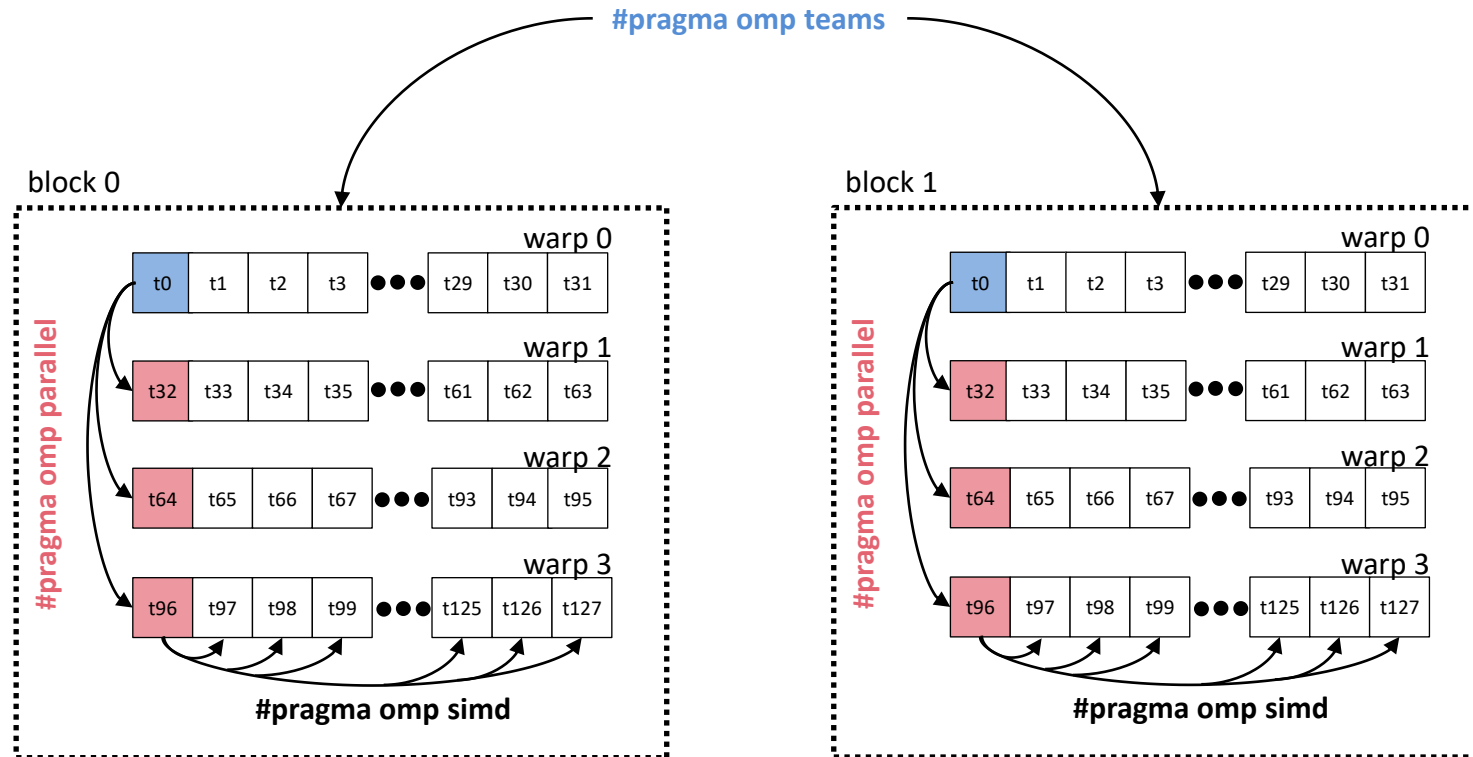 #pragma omp teams
block 0
warp 0
t0 t1 t2 t3 ●●● t29 t30 t31
warp 1
t32 t33 t34 t35 ●●● t61 t62 t63
warp 2
t64 t65 t66 t67 ●●● t93 t94 t95
warp 3
t96 t97 t98 t99 ●●● t125 t126 t127
#pragma omp parallel
#pragma omp simd
block 1
warp 0
t0 t1 t2 t3 ●●● t29 t30 t31
warp 1
t32 t33 t34 t35 ●●● t61 t62 t63
warp 2
t64 t65 t66 t67 ●●● t93 t94 t95
warp 3
t96 t97 t98 t99 ●●● t125 t126 t127
#pragma omp parallel
#pragma omp simd